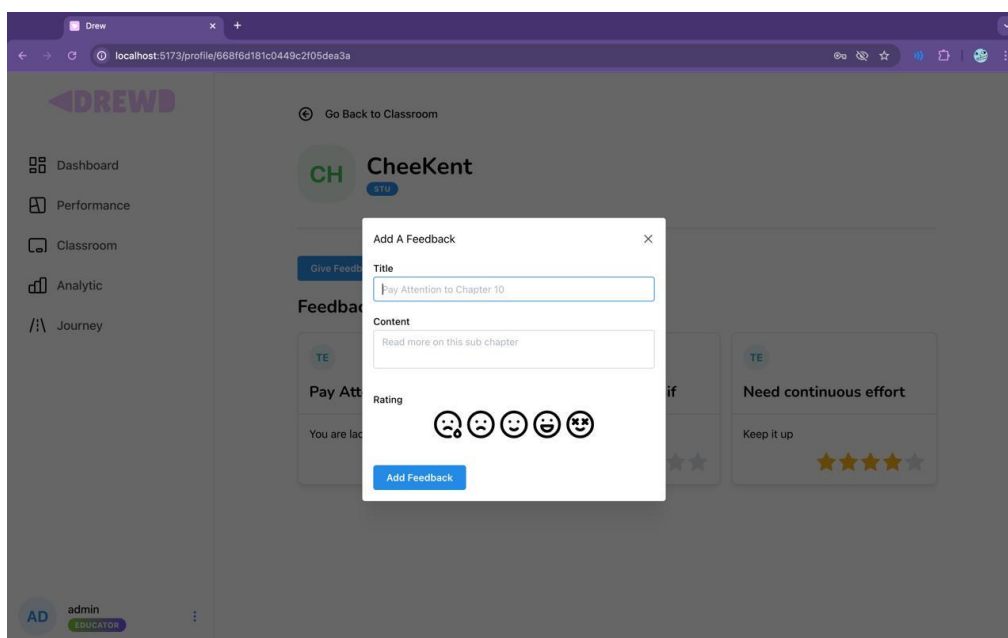 Drew
localhost:5173/profile/668f6d181c0449c2f05dea3a
DREWD
Go Back to Classroom
CH
CheeKent
STU
Dashboard
Performance
Classroom
Analytic
Journey
Give Feedb
Feedbac
Add A Feedback
Title
Pay Attention to Chapter 10
Content
Read more on this sub chapter
Rating
Add Feedback
TE
Pay Att
You are lac
if
TE
Need continuous effort
Keep it up
AD
admin
EDUCATOR